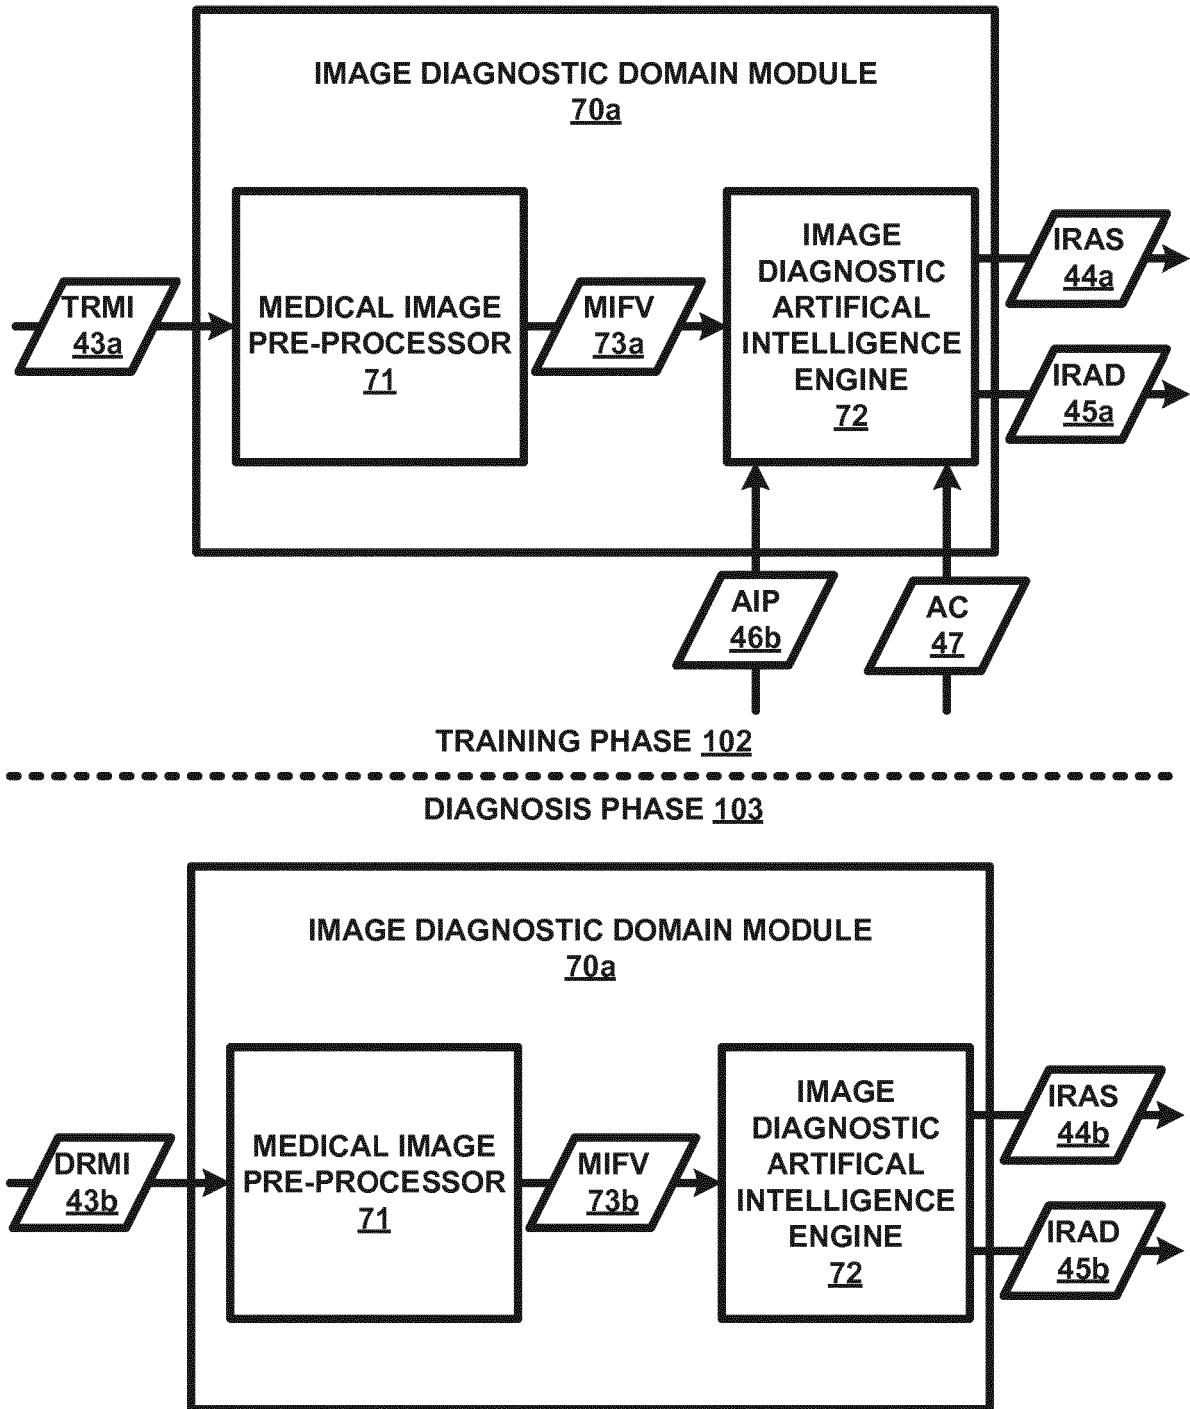 IMAGE DIAGNOSTIC DOMAIN MODULE
70a
TRMI
43a
MEDICAL IMAGE
PRE-PROCESSOR
71
MIFV
73a
IMAGE
DIAGNOSTIC
ARTIFICAL
INTELLIGENCE
ENGINE
72
IRAS
44a
IRAD
45a
AIP
46b
AC
47
TRAINING PHASE 102
DIAGNOSIS PHASE 103
IMAGE DIAGNOSTIC DOMAIN MODULE
70a
DRMI
43b
MEDICAL IMAGE
PRE-PROCESSOR
71
MIFV
73b
IMAGE
DIAGNOSTIC
ARTIFICAL
INTELLIGENCE
ENGINE
72
IRAS
44b
IRAD
45b